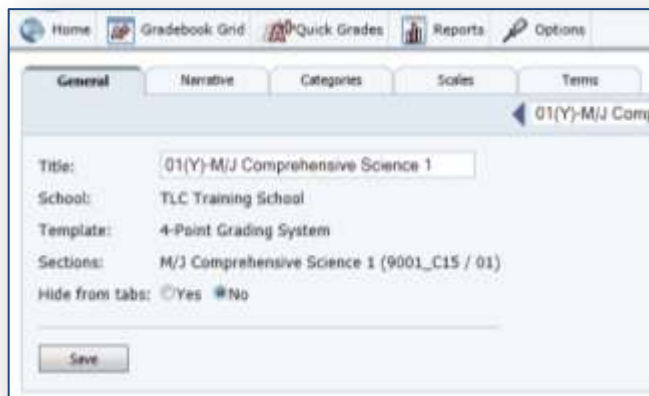 Home Gradebook Grid Quick Grades Reports Options
General Narrative Categories Scales Terms
01(Y)-M/J Comp
Title: 01(Y)-M/J Comprehensive Science 1
School: TLC Training School
Template: 4-Point Grading System
Sections: M/J Comprehensive Science 1 (9001_C15 / 01)
Hide from tabs: Yes No
Save